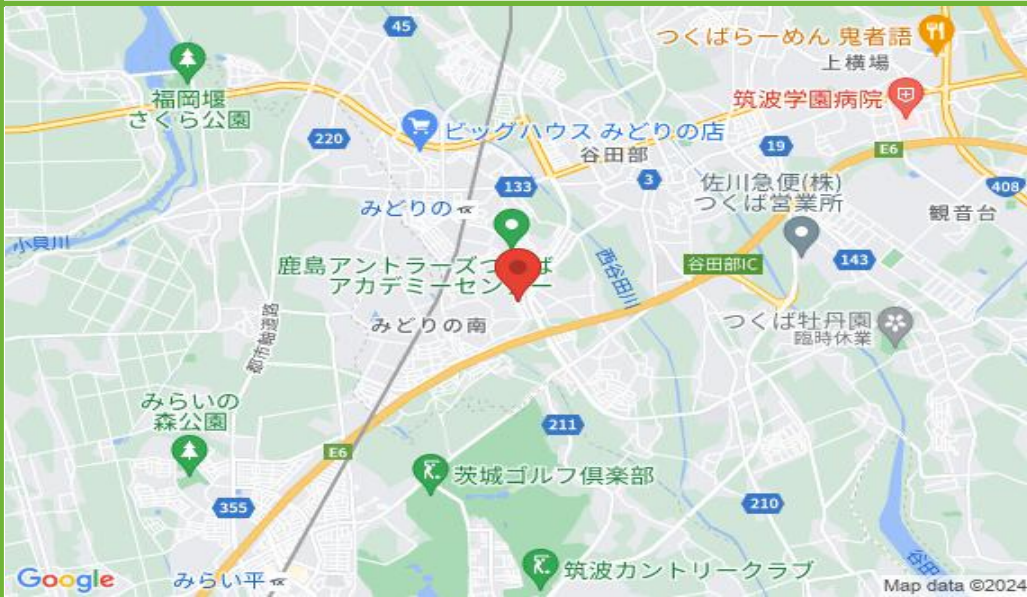 45
つくばらーめん 鬼者語
上横場
福岡堰
さくら公園
筑波学園病院
220
ビッグハウス みどりの店
谷田部
19
E6
133
3
佐川急便(株)
つくば営業所
408
みどりの
観音台
小貝川
鹿島アントラーズつくば
アカデミーセンター
西谷田川
谷田部IC
143
みどりの南
つくば牡丹園
臨時休業
都市軸道路
みらいの
森公園
211
E6
茨城ゴルフ倶楽部
355
210
谷田
Google
みらい平
筑波カントリークラブ
Map data ©2024